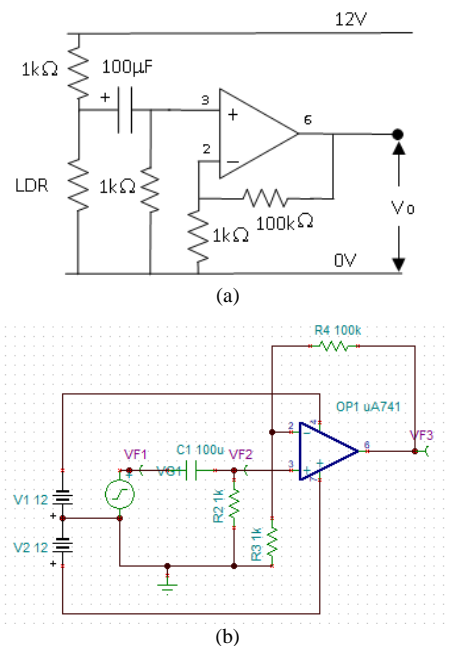 12V
1kΩ
100µF
+
3
+
6
2
−
LDR
1kΩ
100kΩ
1kΩ
Vo
0V
(a)
R4 100k
OP1 uA741
VF1
C1 100u
VF2
VG1
+
2
−
4
6
VF3
3
+
+
7
V1 12
+
R2 1k
R3 1k
V2 12
+
(b)